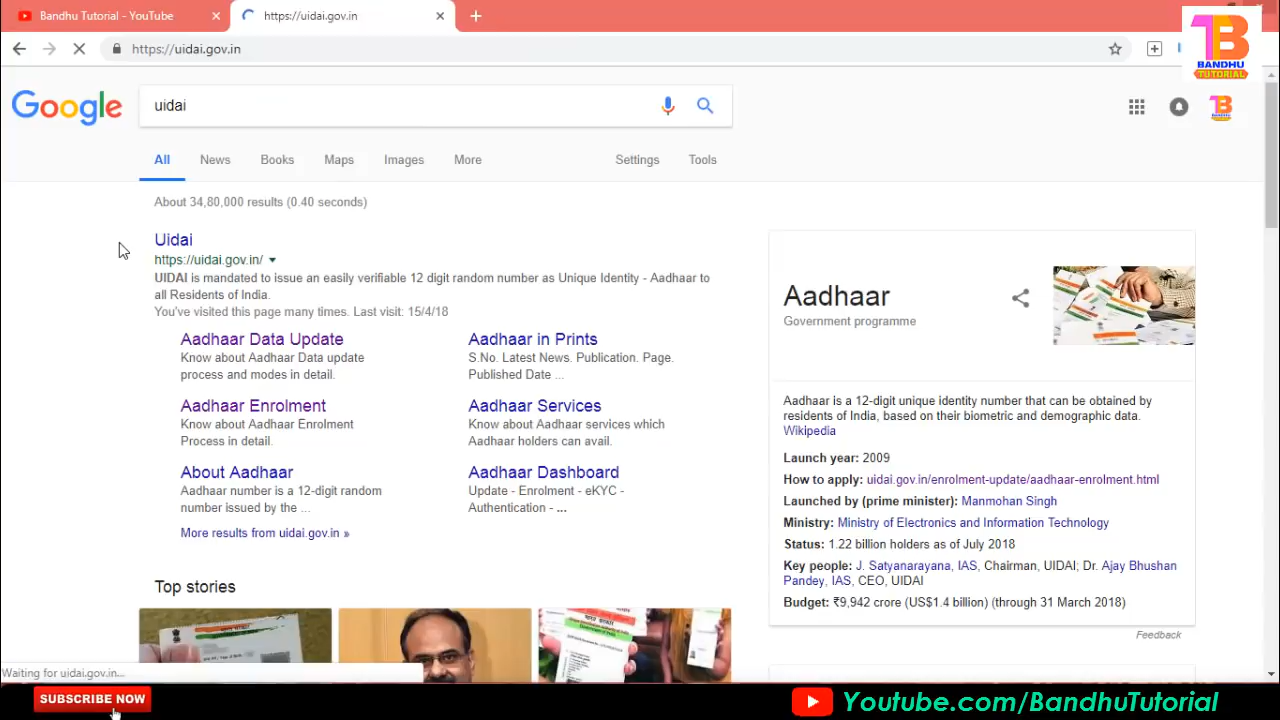 Bandhu Tutorial - YouTube
https://uidai.gov.in
https://uidai.gov.in
BANDHU
TUTORIAL
Google
uidai
All News Books Maps Images More Settings Tools
About 34,80,000 results (0.40 seconds)
Uidai
https://uidai.gov.in/
UIDAI is mandated to issue an easily verifiable 12 digit random number as Unique Identity - Aadhaar to
all Residents of India.
You've visited this page many times. Last visit: 15/4/18
Aadhaar Data Update
Know about Aadhaar Data update
process and modes in detail.
Aadhaar in Prints
S.No. Latest News. Publication. Page.
Published Date ...
Aadhaar Enrolment
Know about Aadhaar Enrolment
Process in detail.
Aadhaar Services
Know about Aadhaar services which
Aadhaar holders can avail.
About Aadhaar
Aadhaar number is a 12-digit random
number issued by the ...
Aadhaar Dashboard
Update - Enrolment - eKYC -
Authentication - ...
More results from uidai.gov.in »
Top stories
Aadhaar
Government programme
Aadhaar is a 12-digit unique identity number that can be obtained by
residents of India, based on their biometric and demographic data.
Wikipedia
Launch year: 2009
How to apply: uidai.gov.in/enrolment-update/aadhaar-enrolment.html
Launched by (prime minister): Manmohan Singh
Ministry: Ministry of Electronics and Information Technology
Status: 1.22 billion holders as of July 2018
Key people: J. Satyanarayana, IAS, Chairman, UIDAI; Dr. Ajay Bhushan
Pandey, IAS, CEO, UIDAI
Budget: ₹9,942 crore (US$1.4 billion) (through 31 March 2018)
Feedback
Waiting for uidai.gov.in...
SUBSCRIBE NOW
Youtube.com/BandhuTutorial